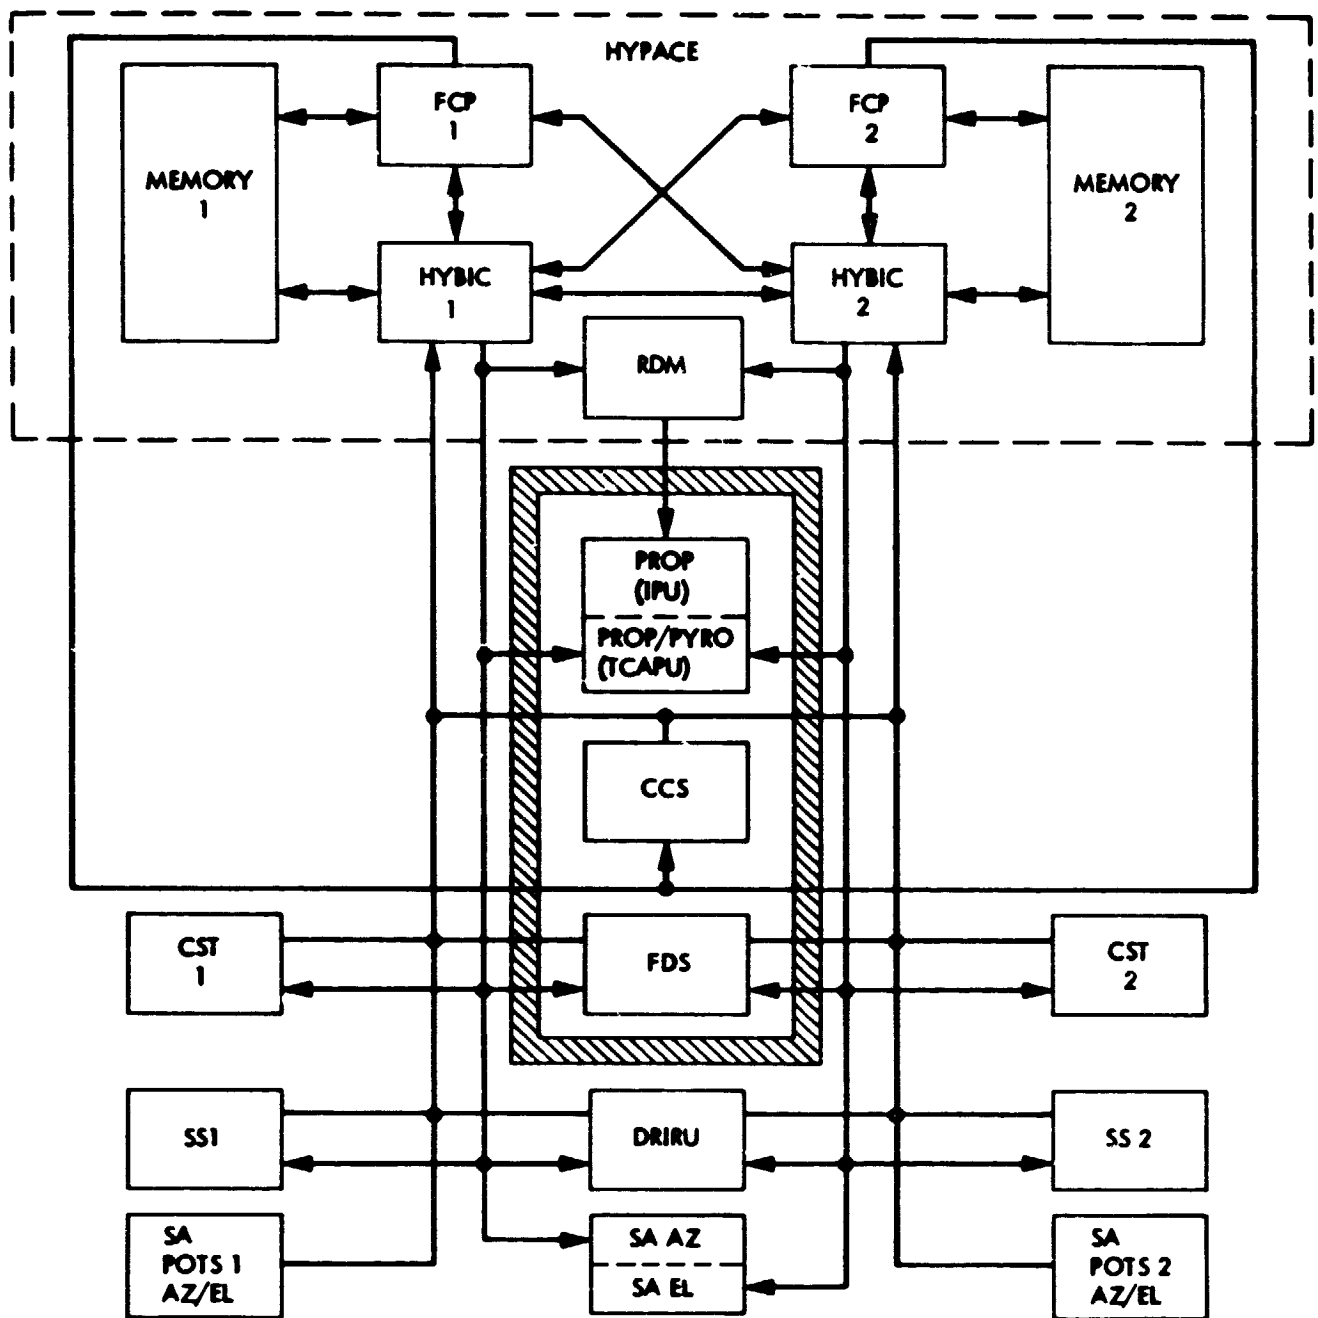 HYPACE
FCP
1
FCP
2
MEMORY
1
MEMORY
2
HYBIC
1
HYBIC
2
RDM
PROP
(IPU)
PROP/PYRO
(TCAPU)
CCS
CST
1
FDS
CST
2
SS1
DRIRU
SS 2
SA
POTS 1
AZ/EL
SA AZ
SA EL
SA
POTS 2
AZ/EL